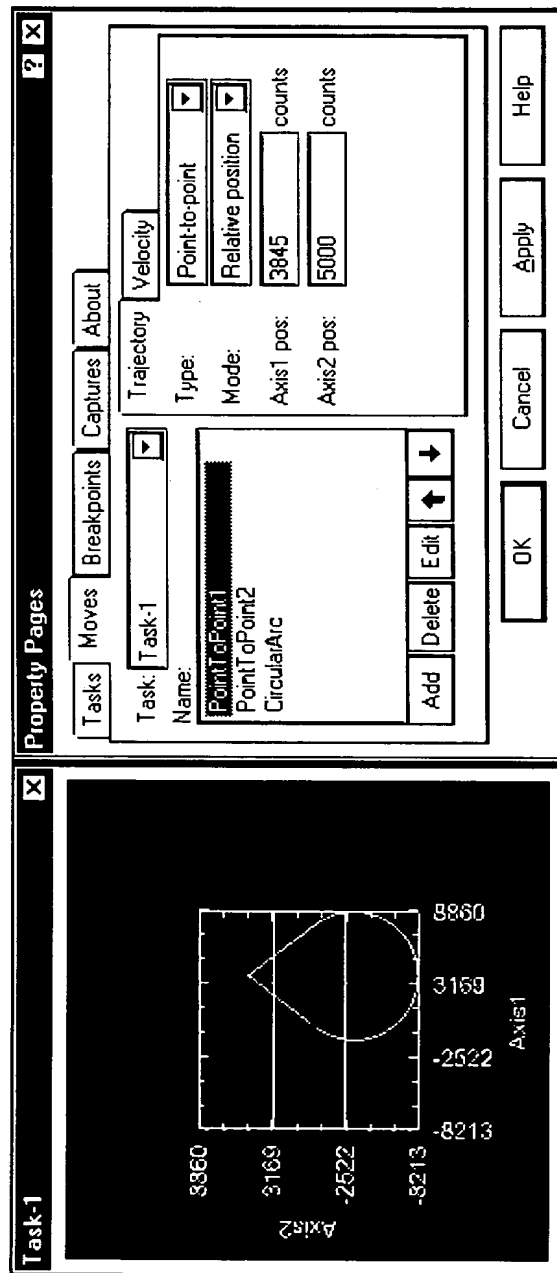 Task-1
8860
3169
-2522
-8213
Axis2
-8213 -2522 3169 8860
Axis1
Property Pages
Tasks Moves Breakpoints Captures About
Task: Task-1
Name:
PointToPoint1
PointToPoint2
CircularArc
Add Delete Edit
Trajectory Velocity
Type: Point-to-point
Mode: Relative position
Axis1 pos: 3845 counts
Axis2 pos: 5000 counts
OK Cancel Apply Help